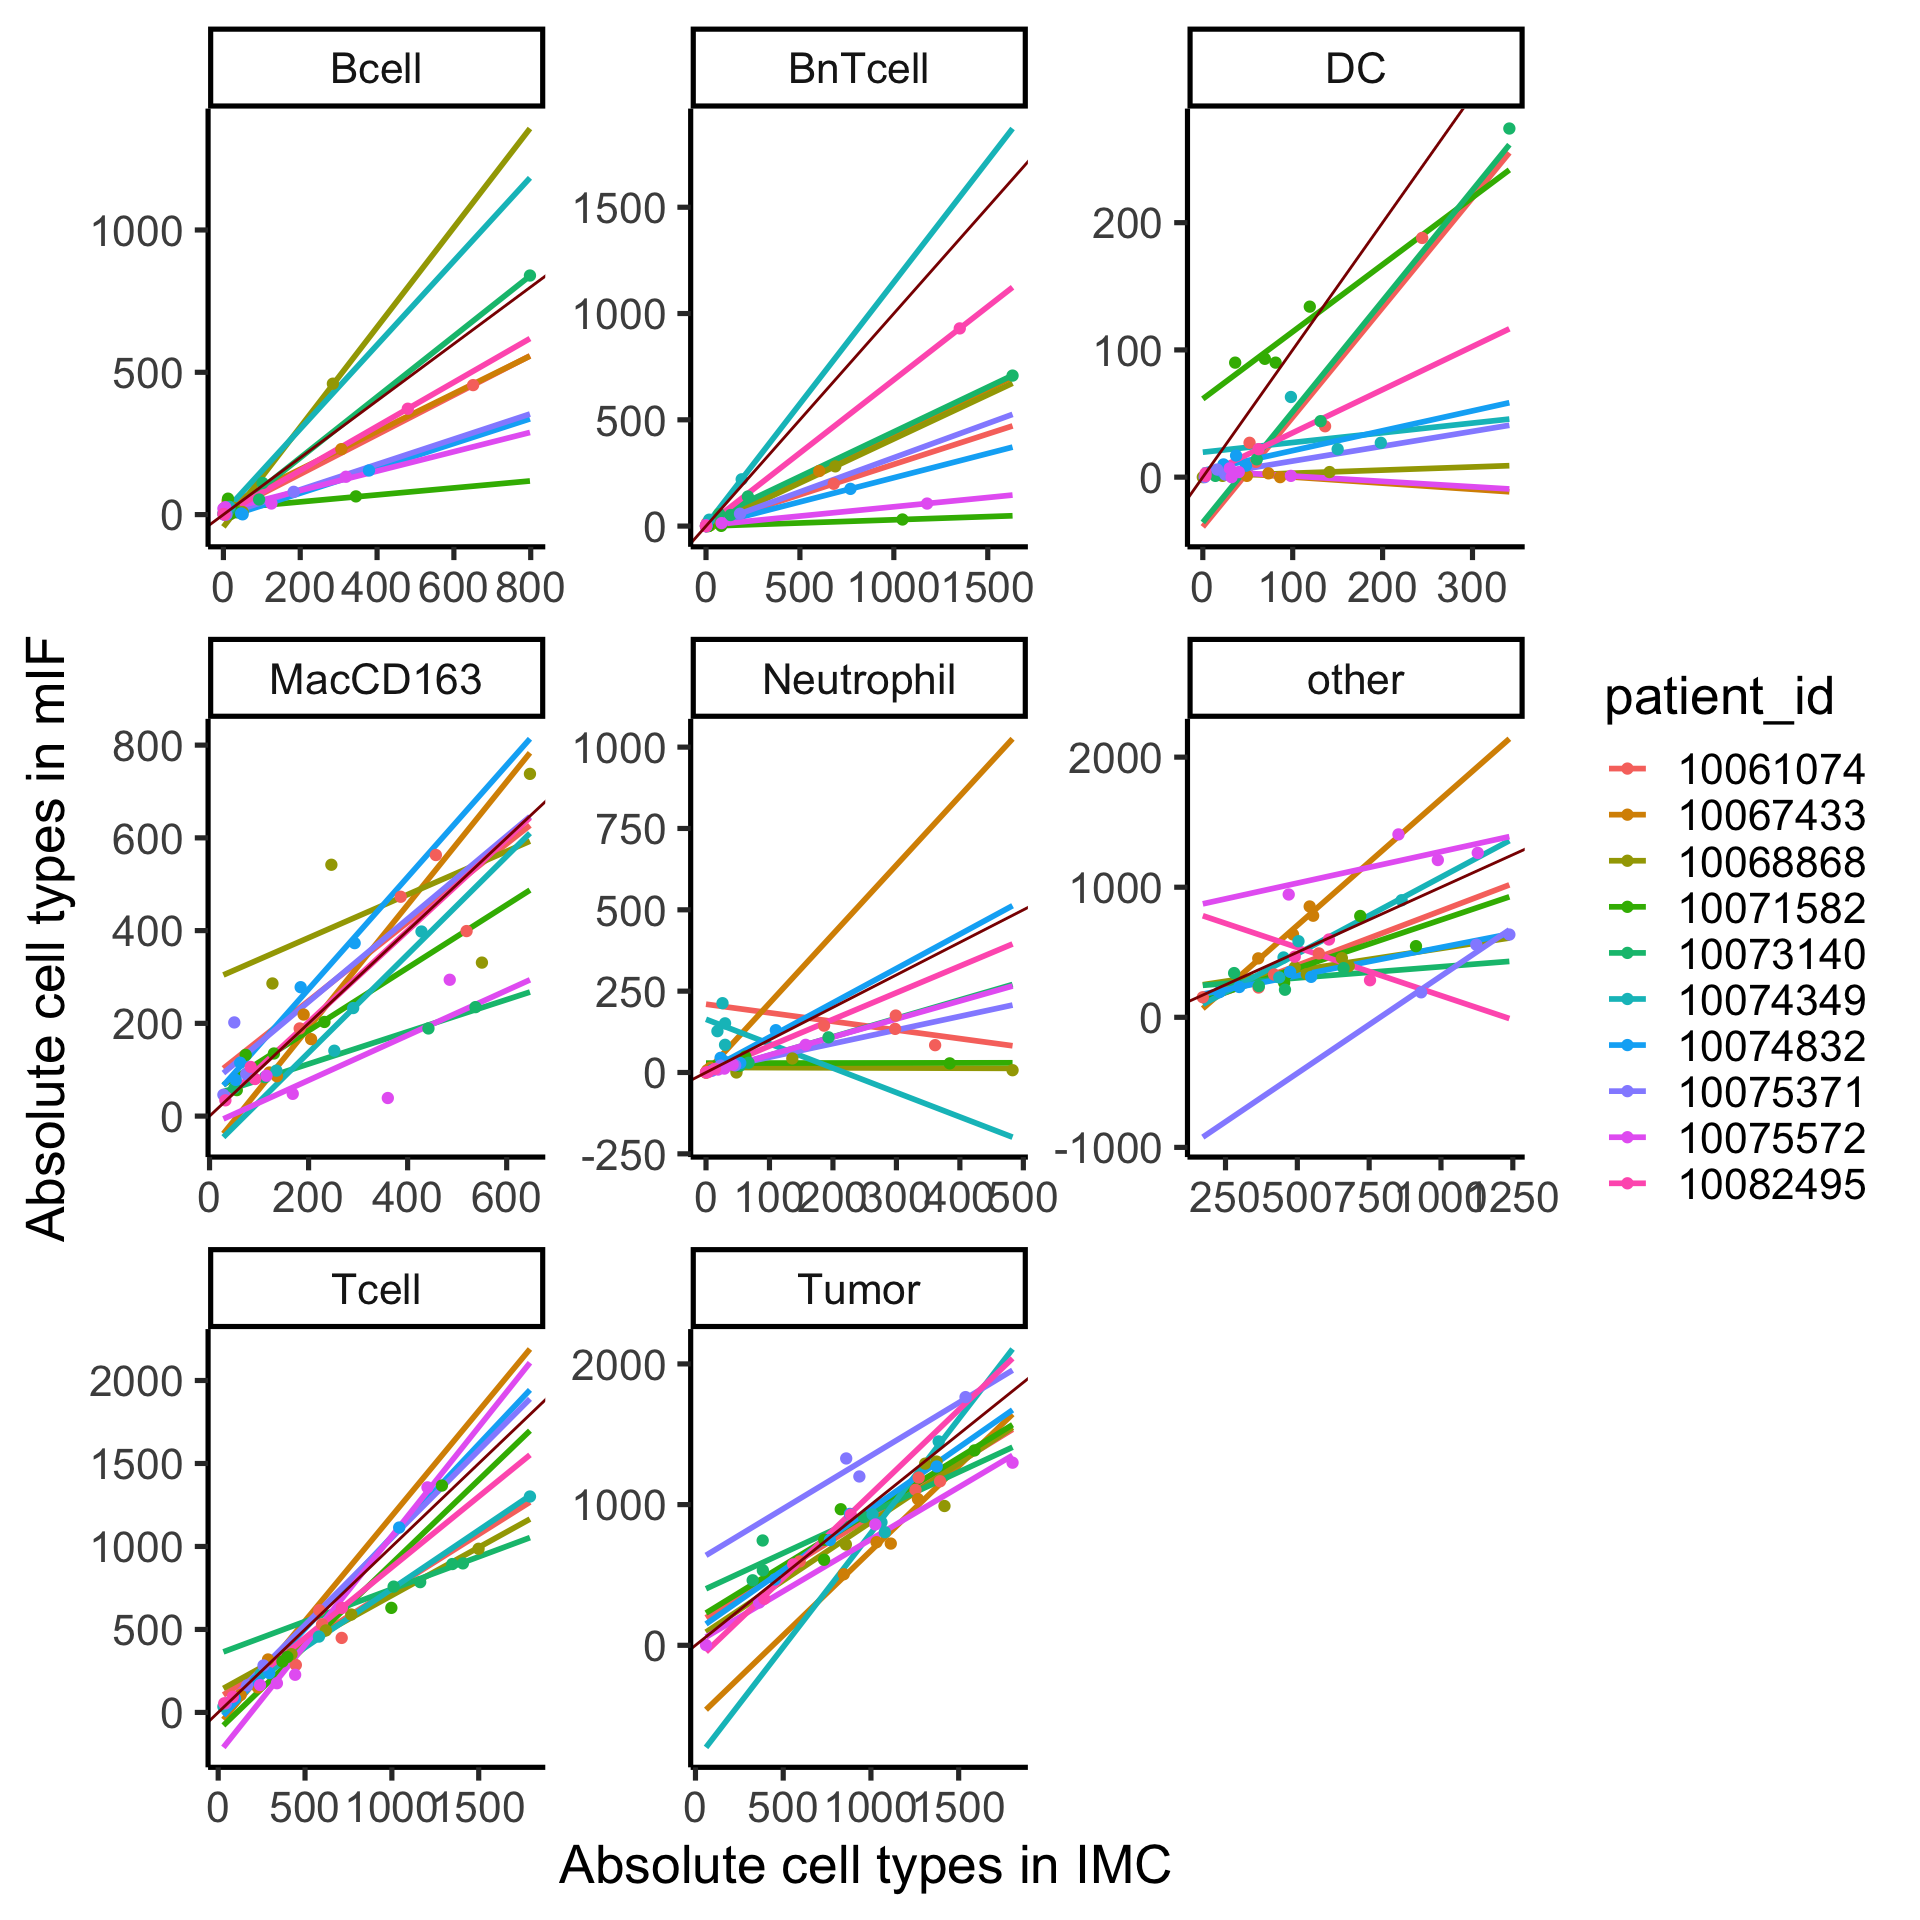 Bcell
BnTcell
DC
1000
500
0
0 200 400 600 800
1500
1000
500
0
0 500 1000 1500
200
100
0
0 100 200 300
MacCD163
Neutrophil
other
800
600
400
200
0
0 200 400 600
1000
750
500
250
0
-250
0 100 200 300 400 500
2000
1000
0
-1000
250 500 750 1000 1250
Tcell
Tumor
2000
1500
1000
500
0
0 500 1000 1500
2000
1000
0
0 500 1000 1500
Absolute cell types in mIF
Absolute cell types in IMC
patient_id
10061074
10067433
10068868
10071582
10073140
10074349
10074832
10075371
10075572
10082495